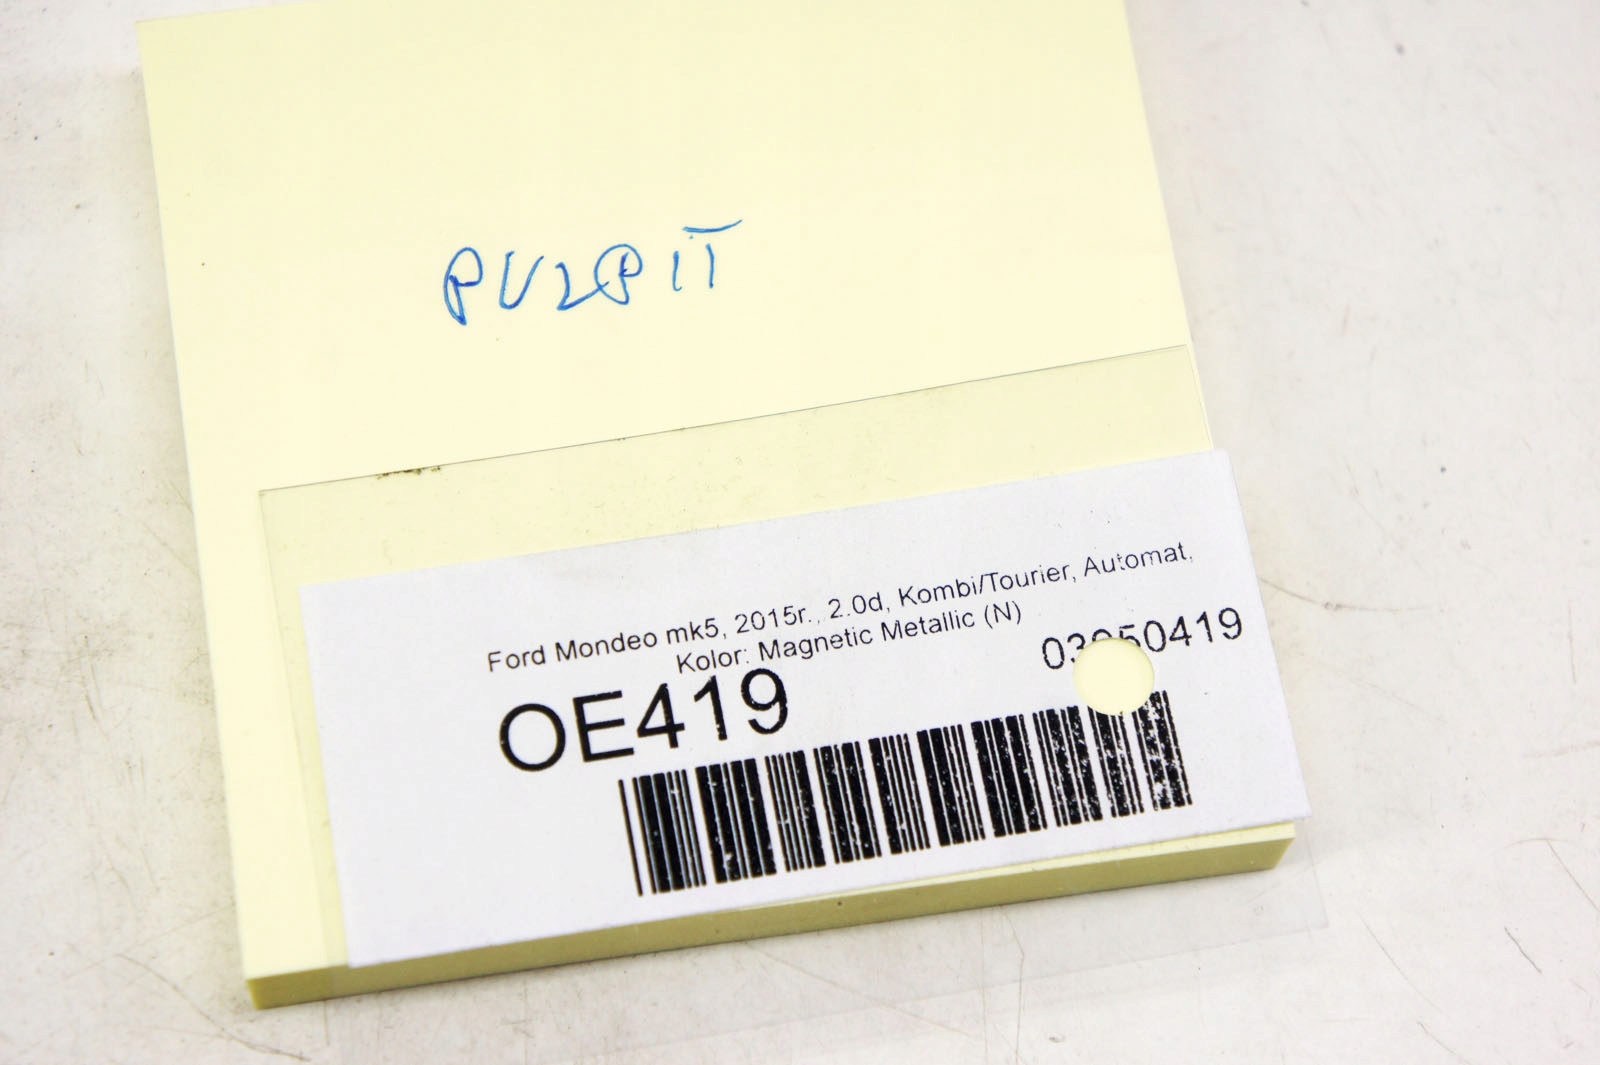 PULPIT
Ford Mondeo mk5, 2015r., 2.0d, Kombi/Tourier, Automat,
Kolor: Magnetic Metallic (N)
OE419